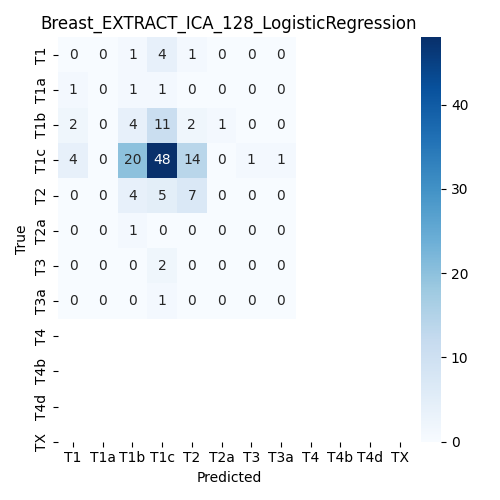 Breast_EXTRACT_ICA_128_LogisticRegression
T1 0 0 1 4 1 0 0 0
T1a 1 0 1 1 0 0 0 0
T1b 2 0 4 11 2 1 0 0
T1c 4 0 20 48 14 0 1 1
T2 0 0 4 5 7 0 0 0
T2a 0 0 1 0 0 0 0 0
T3 0 0 0 2 0 0 0 0
T3a 0 0 0 1 0 0 0 0
T4
T4b
T4d
TX
T1 T1a T1b T1c T2 T2a T3 T3a T4 T4b T4d TX
Predicted
True
40
30
20
10
0